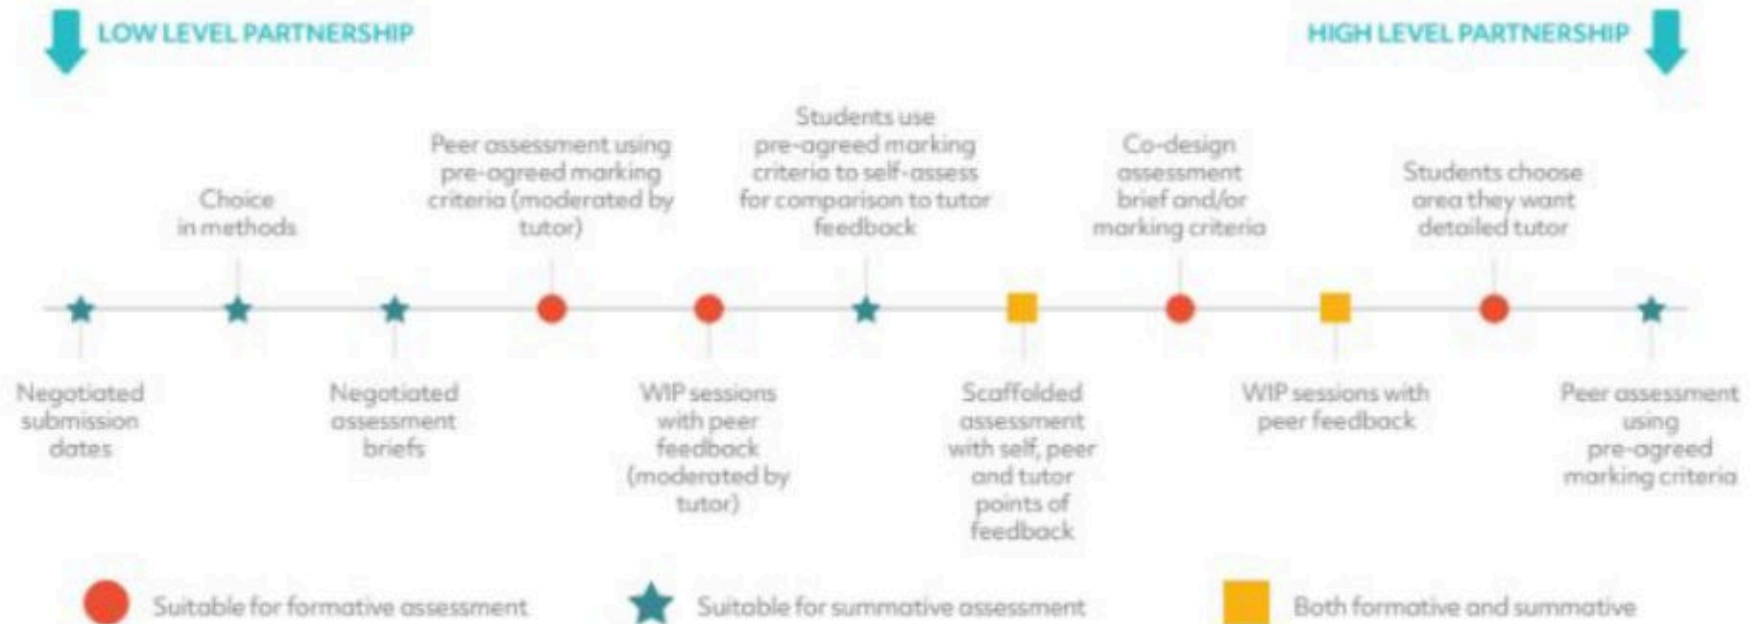 LOW LEVEL PARTNERSHIP
HIGH LEVEL PARTNERSHIP
Choice
in methods
Peer assessment using
pre-agreed marking
criteria (moderated by
tutor)
Students use
pre-agreed marking
criteria to self-assess
for comparison to tutor
feedback
Co-design
assessment
brief and/or
marking criteria
Students choose
area they want
detailed tutor
Negotiated
submission
dates
Negotiated
assessment
briefs
WIP sessions
with peer
feedback
(moderated by
tutor)
Scaffolded
assessment
with self, peer
and tutor
points of
feedback
WIP sessions with
peer feedback
Peer assessment
using
pre-agreed
marking criteria
Suitable for formative assessment
Suitable for summative assessment
Both formative and summative